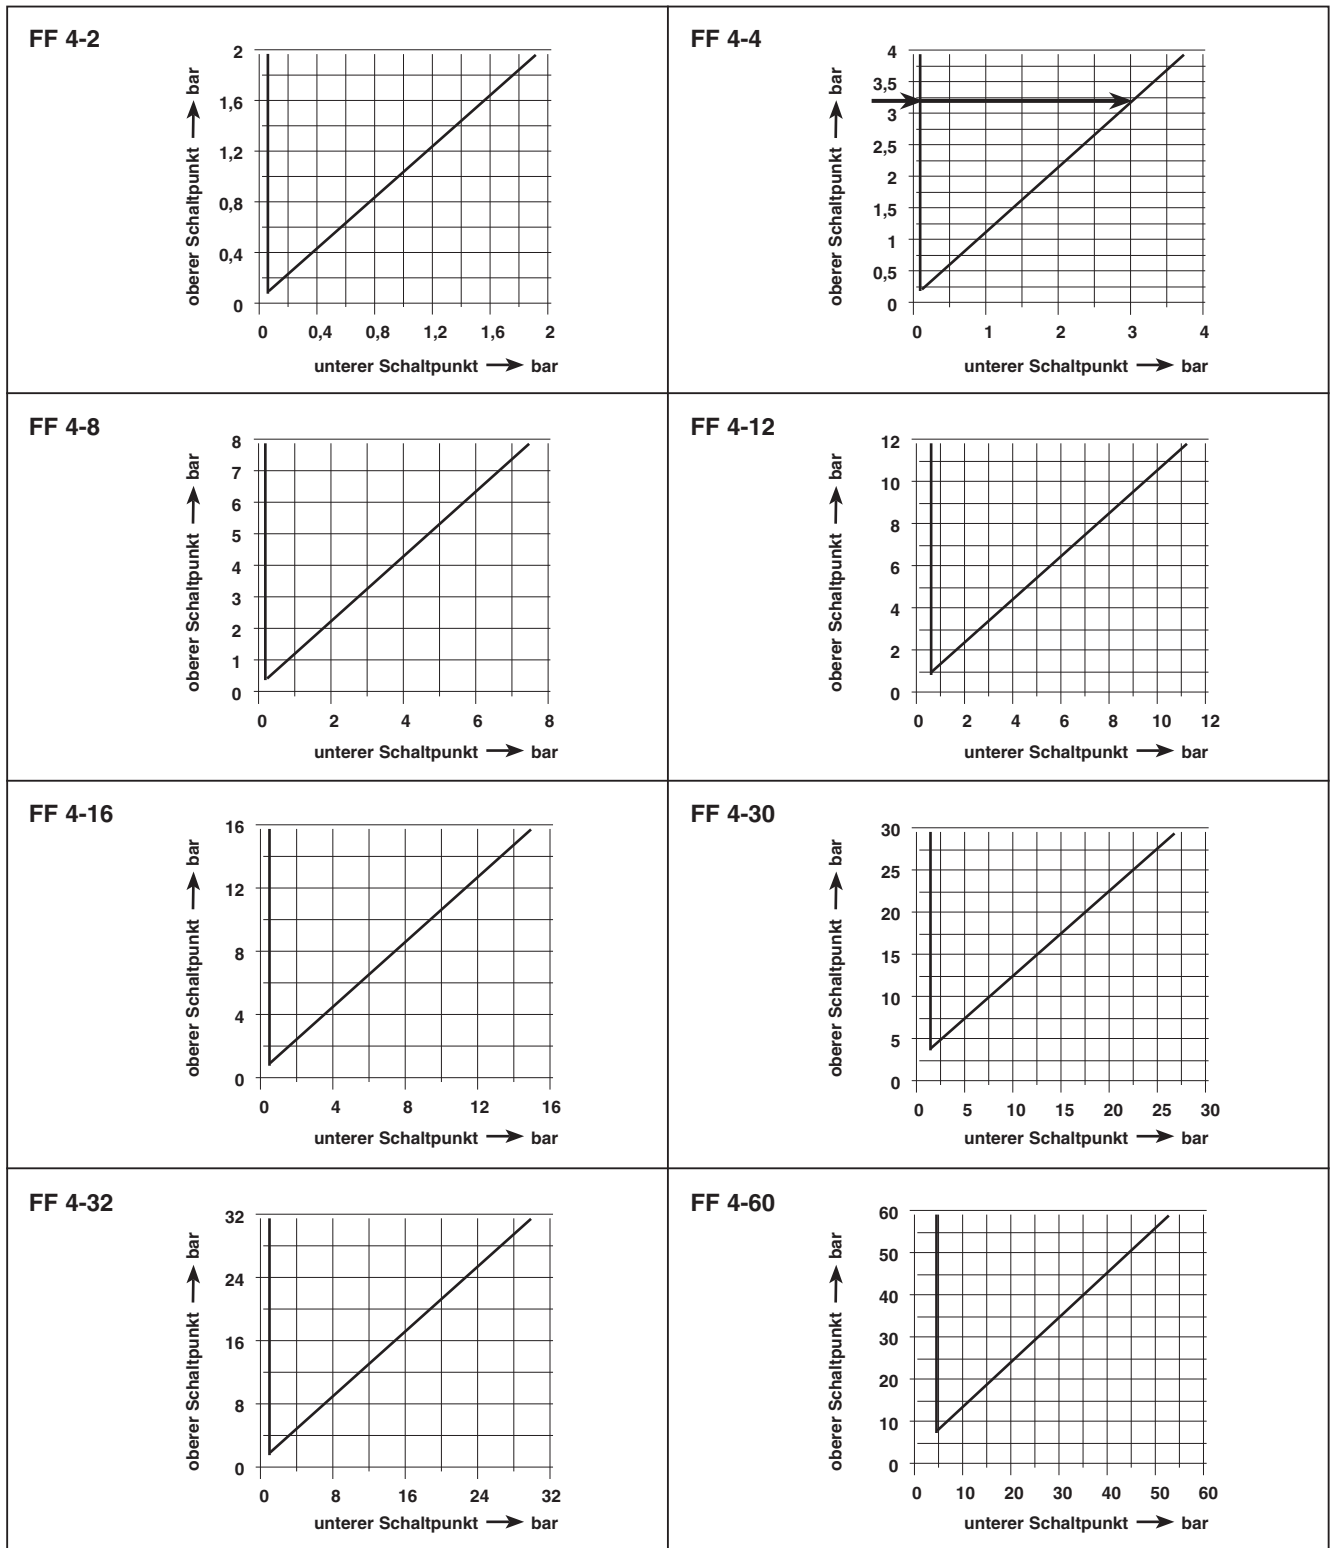 FF 4-2
oberer Schaltpunkt bar
2
1,6
1,2
0,8
0,4
0
0 0,4 0,8 1,2 1,6 2
unterer Schaltpunkt bar
FF 4-4
oberer Schaltpunkt bar
4
3,5
3
2,5
2
1,5
1
0,5
0
0 1 2 3 4
unterer Schaltpunkt bar
FF 4-8
oberer Schaltpunkt bar
8
7
6
5
4
3
2
1
0
0 2 4 6 8
unterer Schaltpunkt bar
FF 4-12
oberer Schaltpunkt bar
12
10
8
6
4
2
0
0 2 4 6 8 10 12
unterer Schaltpunkt bar
FF 4-16
oberer Schaltpunkt bar
16
12
8
4
0
0 4 8 12 16
unterer Schaltpunkt bar
FF 4-30
oberer Schaltpunkt bar
30
25
20
15
10
5
0
0 5 10 15 20 25 30
unterer Schaltpunkt bar
FF 4-32
oberer Schaltpunkt bar
32
24
16
8
0
0 8 16 24 32
unterer Schaltpunkt bar
FF 4-60
oberer Schaltpunkt bar
60
50
40
30
20
10
0
0 10 20 30 40 50 60
unterer Schaltpunkt bar